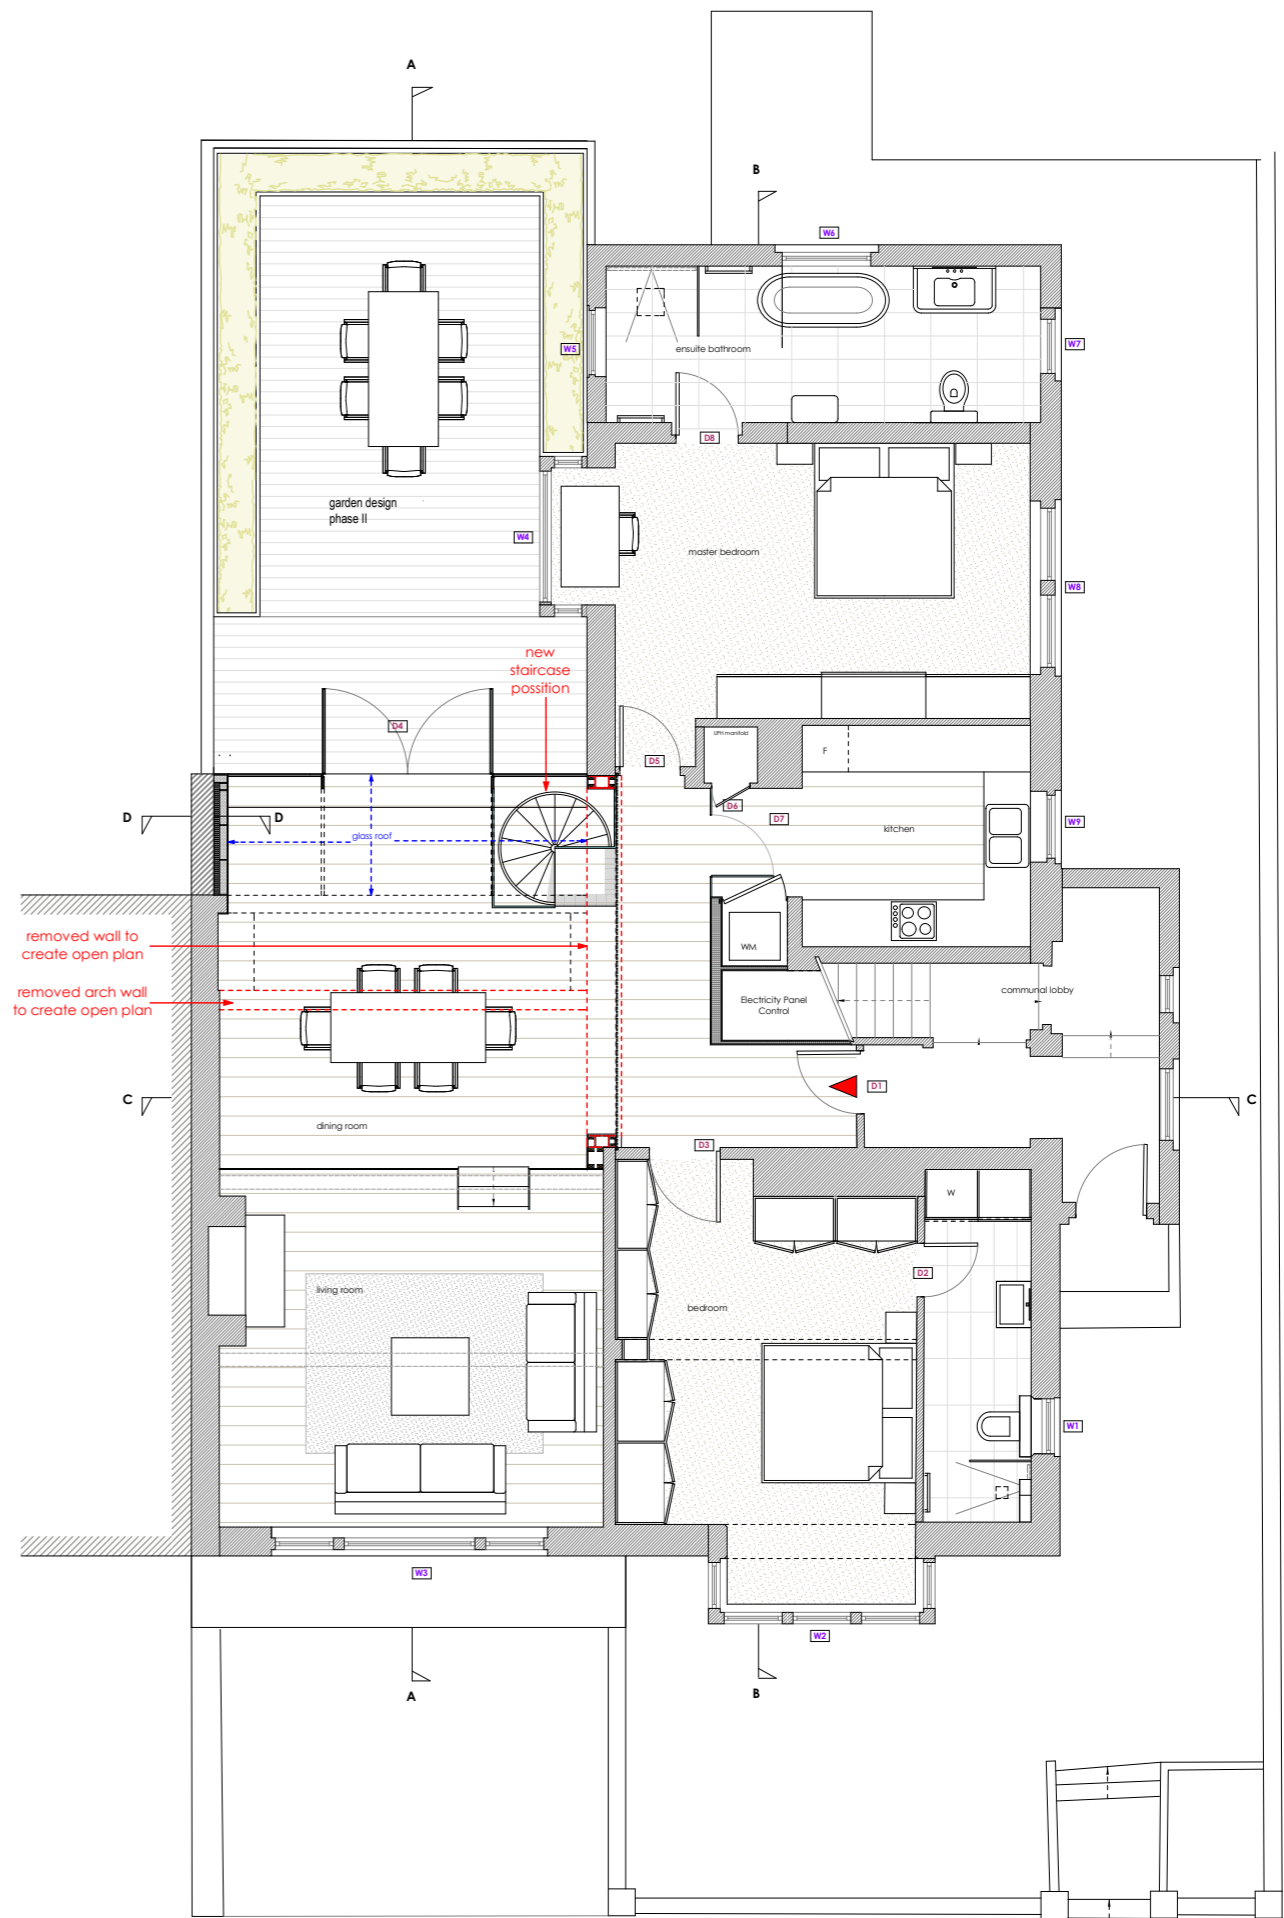 A
B
W6
W5
ensuite bathroom
W7
D8
garden design
phase II
W4
master bedroom
W8
new
staircase
possition
D4
D5
UFH manifold
F
D6
D7
kitchen
W9
D
D
glass roof
removed wall to
create open plan
WM
removed arch wall
to create open plan
Electricity Panel
Control
communal lobby
D1
C
C
dining room
D3
W
D2
living room
bedroom
W1
W3
W2
A
B